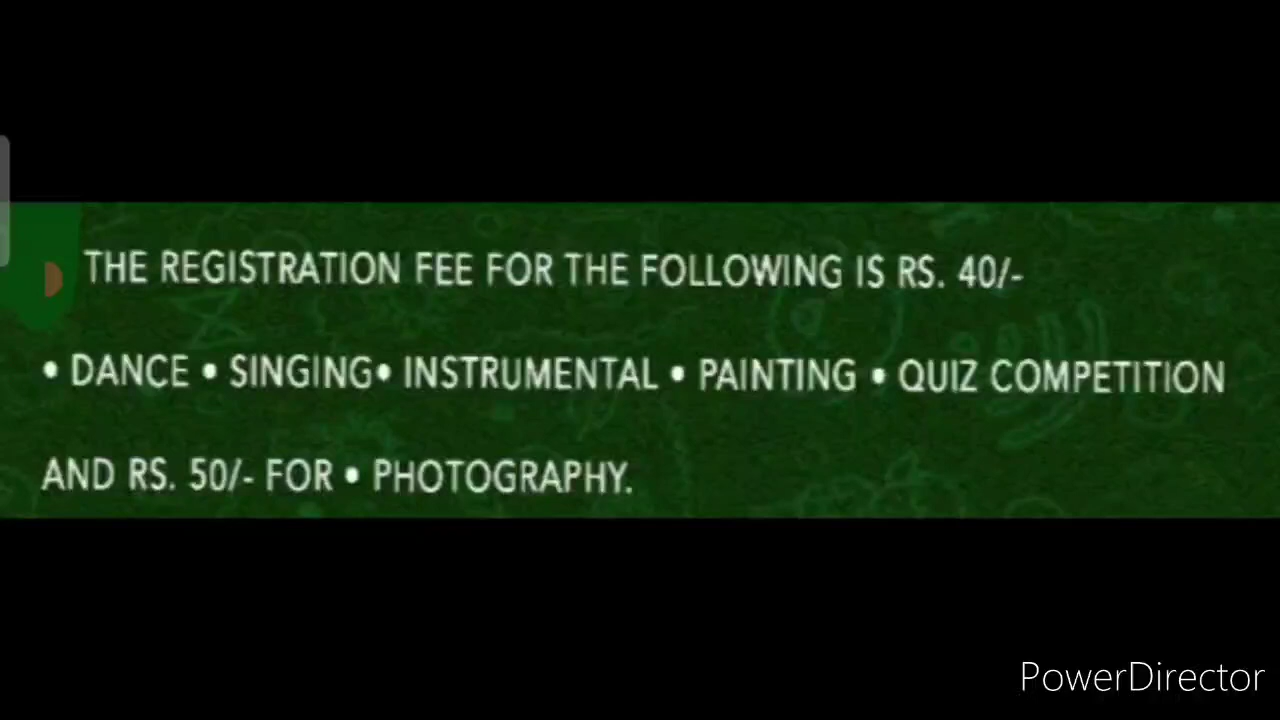 THE REGISTRATION FEE FOR THE FOLLOWING IS RS. 40/-
• DANCE • SINGING• INSTRUMENTAL • PAINTING • QUIZ COMPETITION
AND RS. 50/- FOR • PHOTOGRAPHY.
PowerDirector